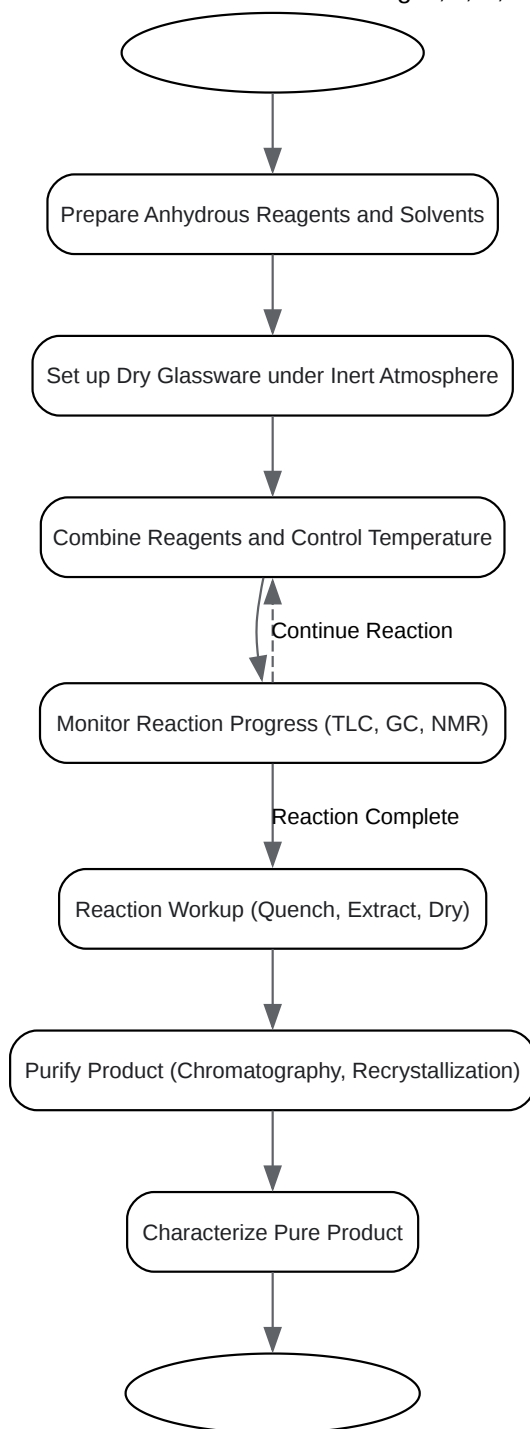 Prepare Anhydrous Reagents and Solvents
Set up Dry Glassware under Inert Atmosphere
Combine Reagents and Control Temperature
Continue Reaction
Monitor Reaction Progress (TLC, GC, NMR)
Reaction Complete
Reaction Workup (Quench, Extract, Dry)
Purify Product (Chromatography, Recrystallization)
Characterize Pure Product